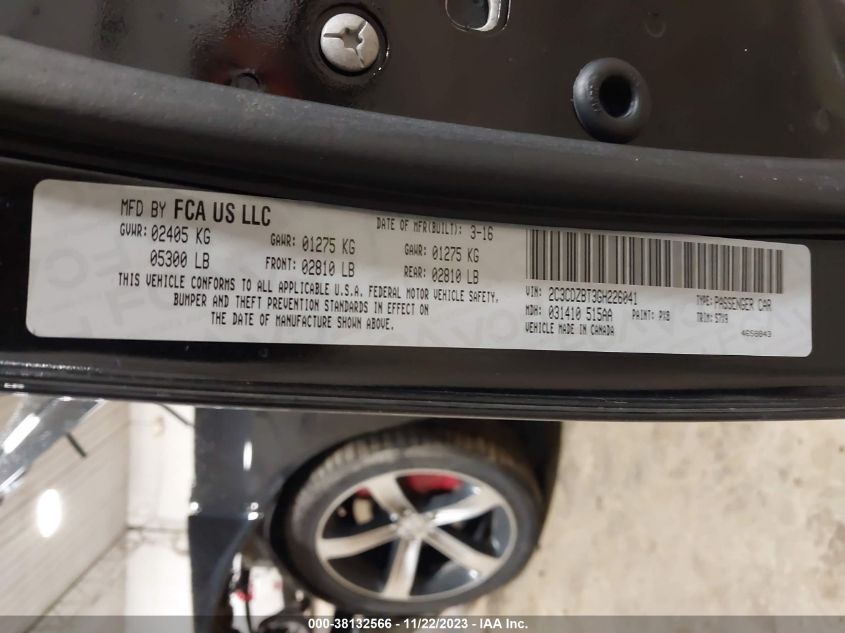 MFD BY FCA US LLC
DATE OF MFR(BUILT): 3-16
GVWR: 02405 KG GAWR: 01275 KG GAWR: 01275 KG
05300 LB FRONT: 02810 LB REAR: 02810 LB
THIS VEHICLE CONFORMS TO ALL APPLICABLE U.S.A. FEDERAL MOTOR VEHICLE SAFETY,
BUMPER AND THEFT PREVENTION STANDARDS IN EFFECT ON
THE DATE OF MANUFACTURE SHOWN ABOVE.
VIN: 2C3CDZBT3GH226041 TYPE: PASSENGER CAR
MDH: 031410 515AA PAINT: PX8 TRIM: STX9
VEHICLE MADE IN CANADA 4658843
000-38132566 - 11/22/2023 - IAA Inc.